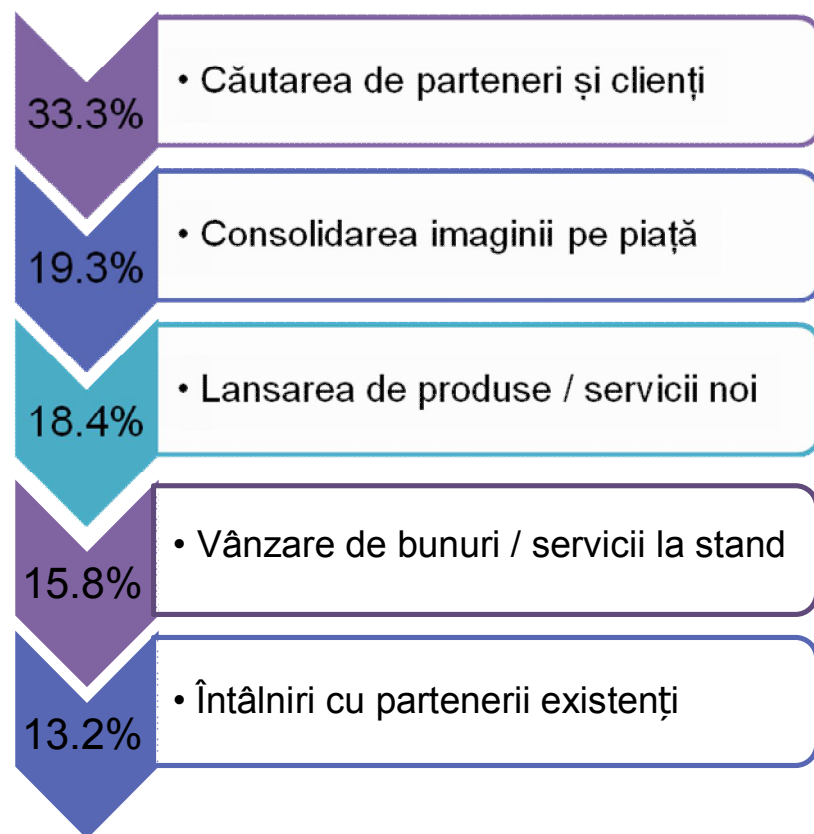 33.3%
• Căutarea de parteneri și clienți
19.3%
• Consolidarea imaginii pe piață
18.4%
• Lansarea de produse / servicii noi
15.8%
• Vânzare de bunuri / servicii la stand
13.2%
• Întâlniri cu partenerii existenți